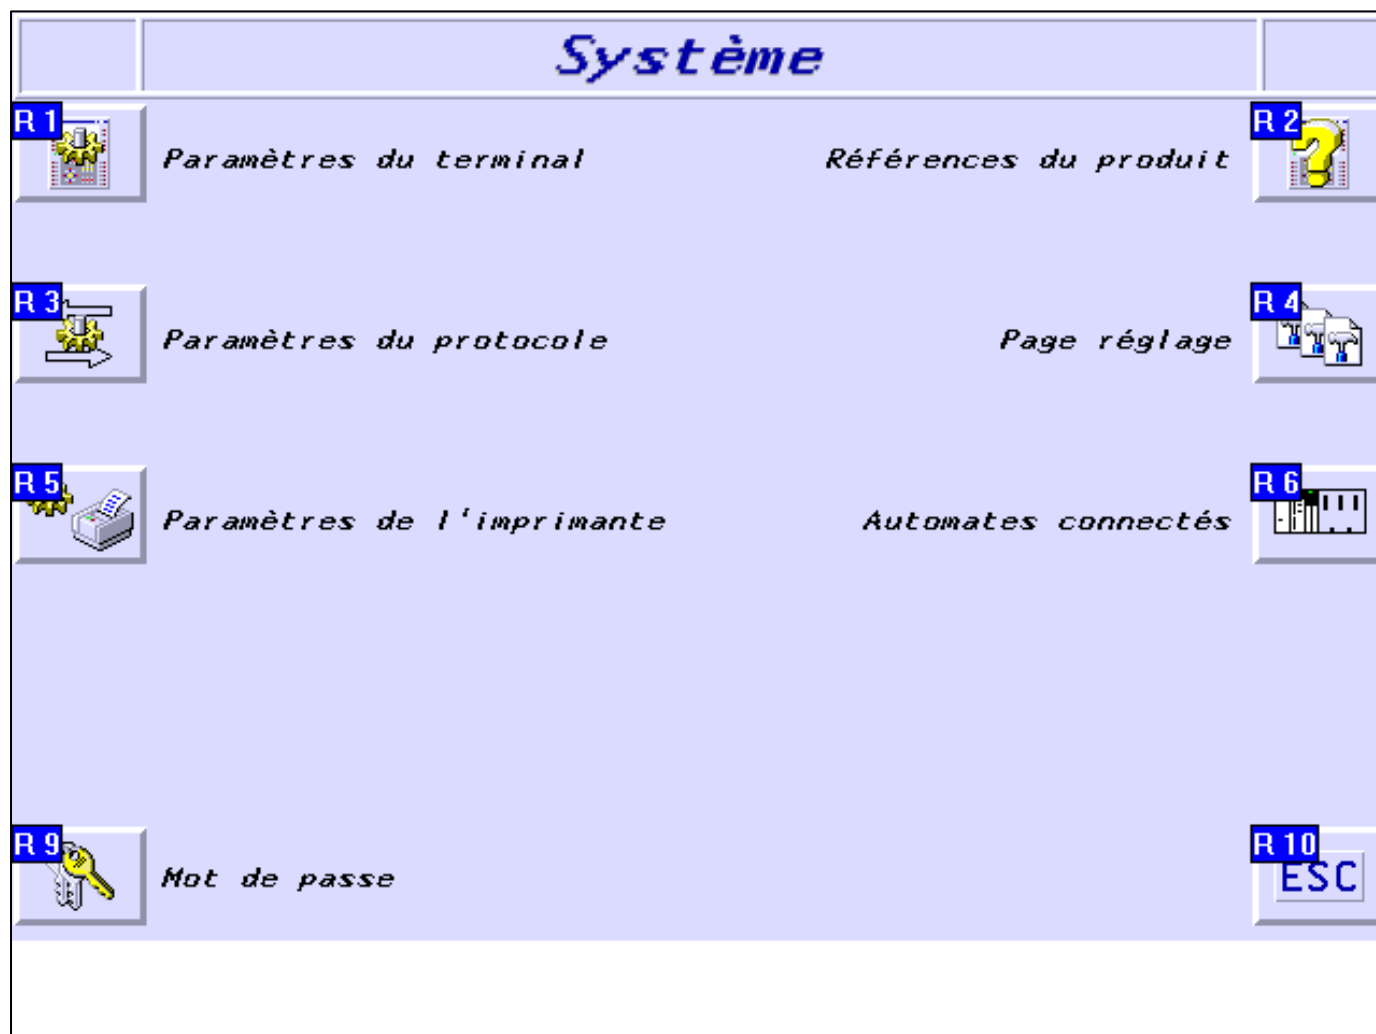 Système
R 1
Paramètres du terminal
Références du produit
R 2
R 3
Paramètres du protocole
Page réglage
R 4
R 5
Paramètres de l'imprimante
Automates connectés
R 6
R 9
Mot de passe
R 10
ESC